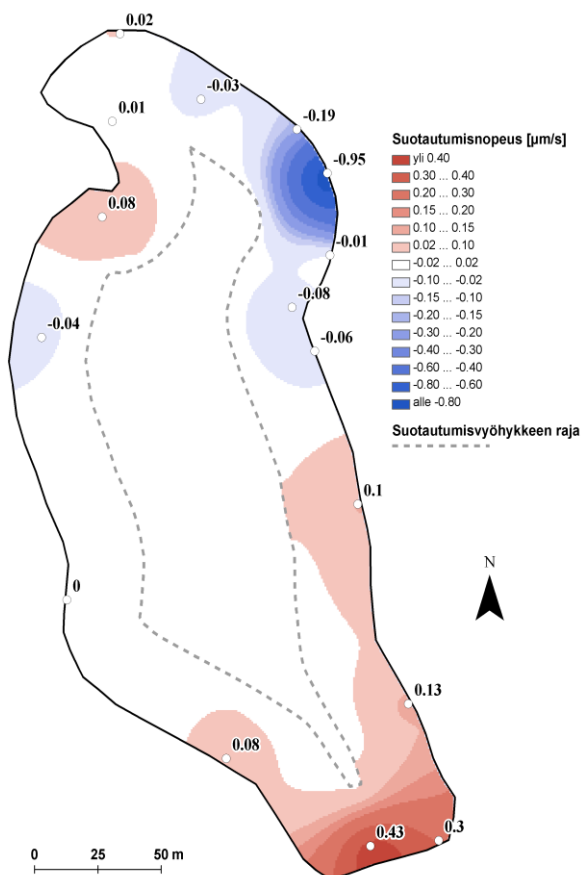 0.02
-0.03
0.01
-0.19
-0.95
0.08
-0.01
-0.08
-0.04
-0.06
0.1
0
0.13
0.08
0.43
0.3
Suotautumisnopeus [µm/s]
yli 0.40
0.30 ... 0.40
0.20 ... 0.30
0.15 ... 0.20
0.10 ... 0.15
0.02 ... 0.10
-0.02 ... 0.02
-0.10 ... -0.02
-0.15 ... -0.10
-0.20 ... -0.15
-0.30 ... -0.20
-0.40 ... -0.30
-0.60 ... -0.40
-0.80 ... -0.60
alle -0.80
Suotautumisvyöhykkeen raja
N
0 25 50 m